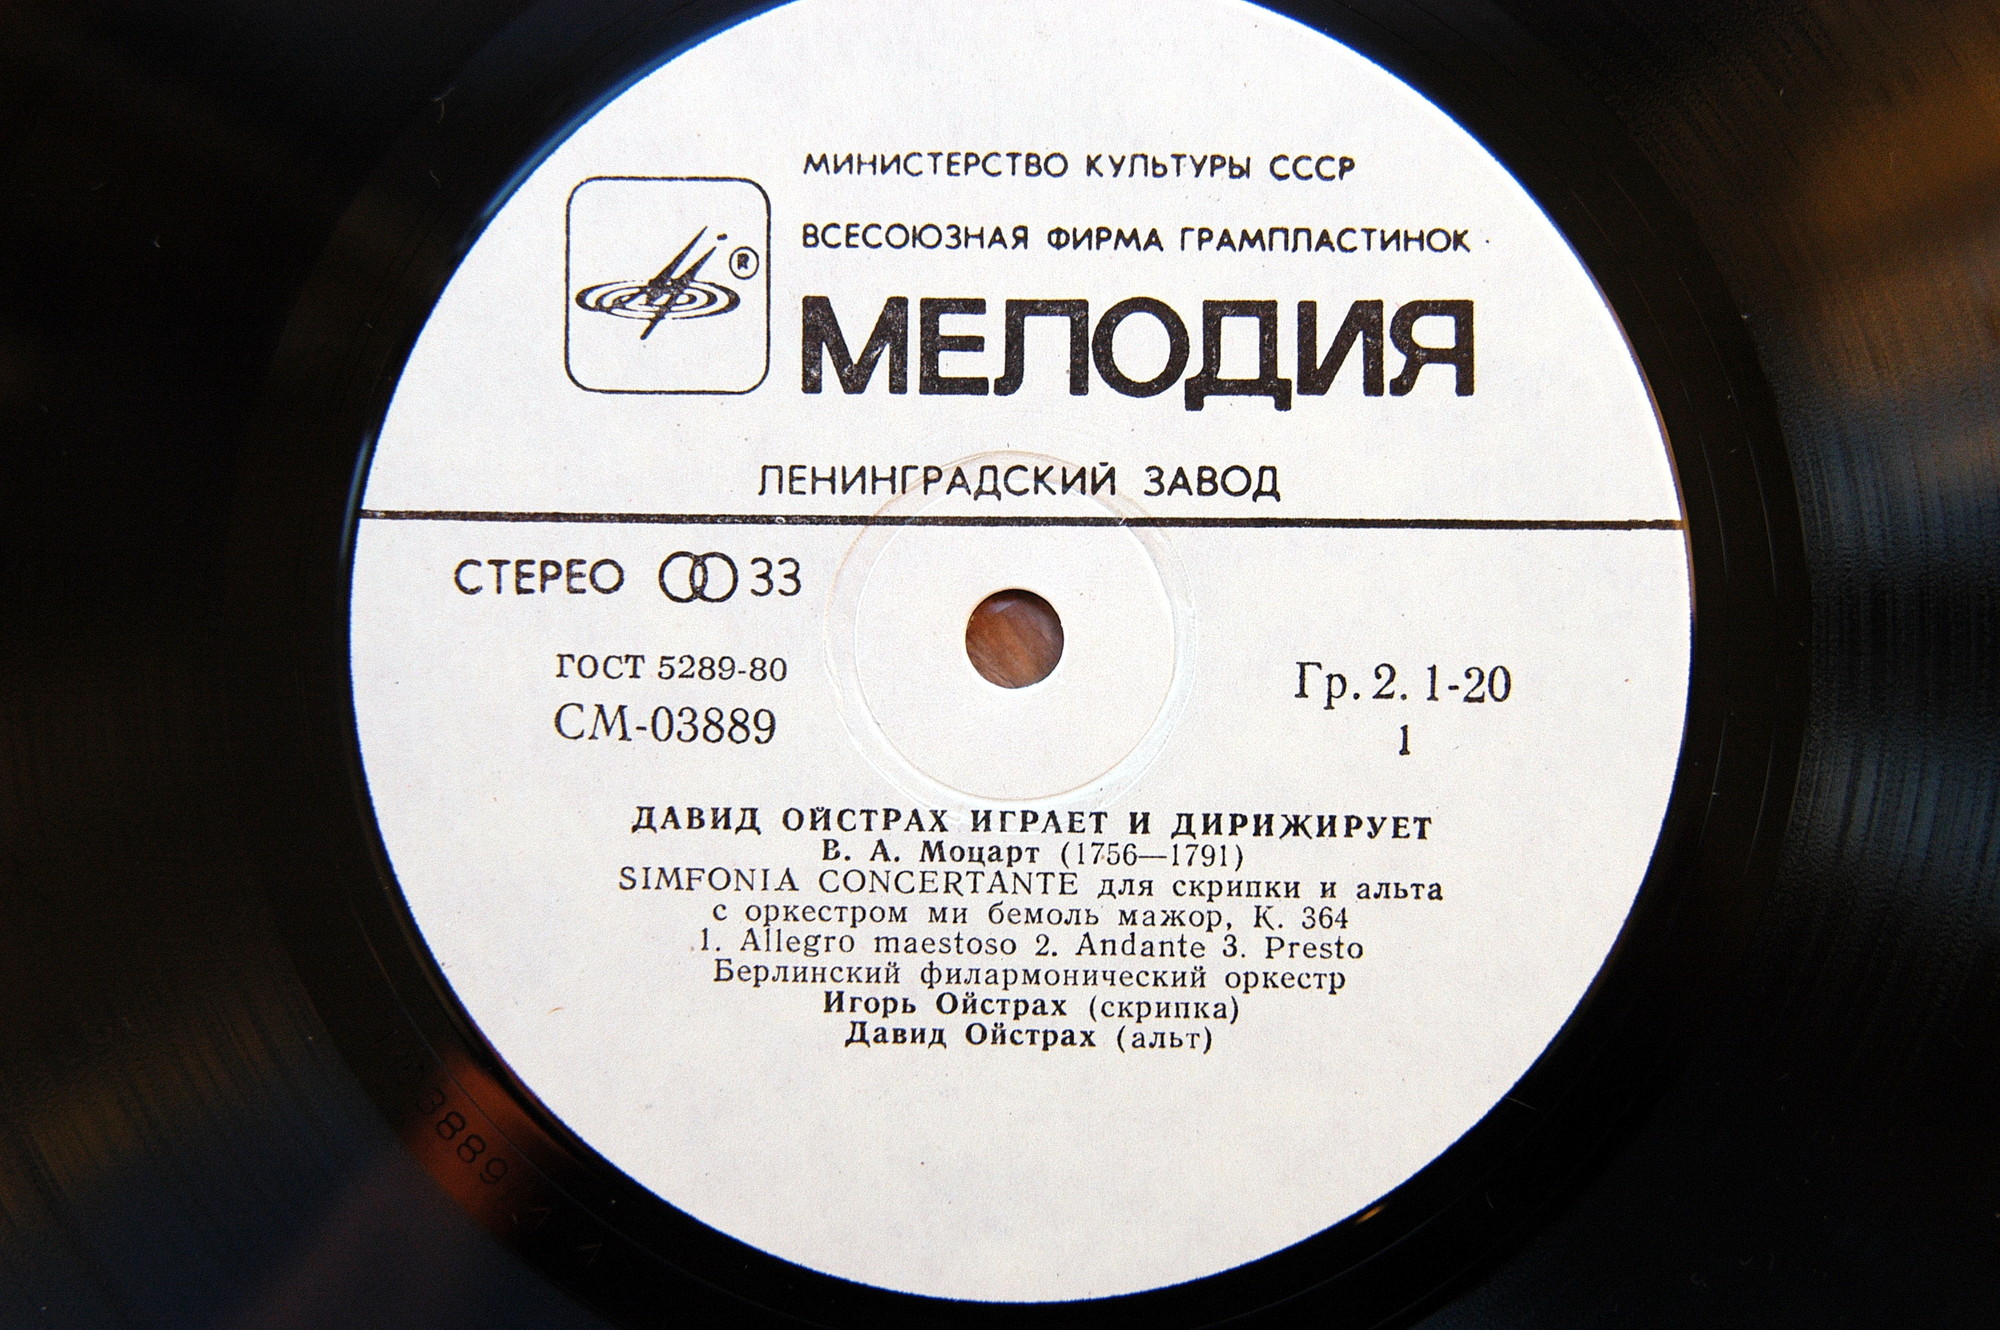 МИНИСТЕРСТВО КУЛЬТУРЫ СССР
ВСЕСОЮЗНАЯ ФИРМА ГРАМПЛАСТИНОК
®
МЕЛОДИЯ
ЛЕНИНГРАДСКИЙ ЗАВОД
СТЕРЕО 33
ГОСТ 5289-80
СМ-03889
Гр. 2. 1-20
1
ДАВИД ОЙСТРАХ ИГРАЕТ И ДИРИЖИРУЕТ
В. А. Моцарт (1756—1791)
SIMFONIA CONCERTANTE для скрипки и альта
с оркестром ми бемоль мажор, К. 364
1. Allegro maestoso 2. Andante 3. Presto
Берлинский филармонический оркестр
Игорь Ойстрах (скрипка)
Давид Ойстрах (альт)
3889